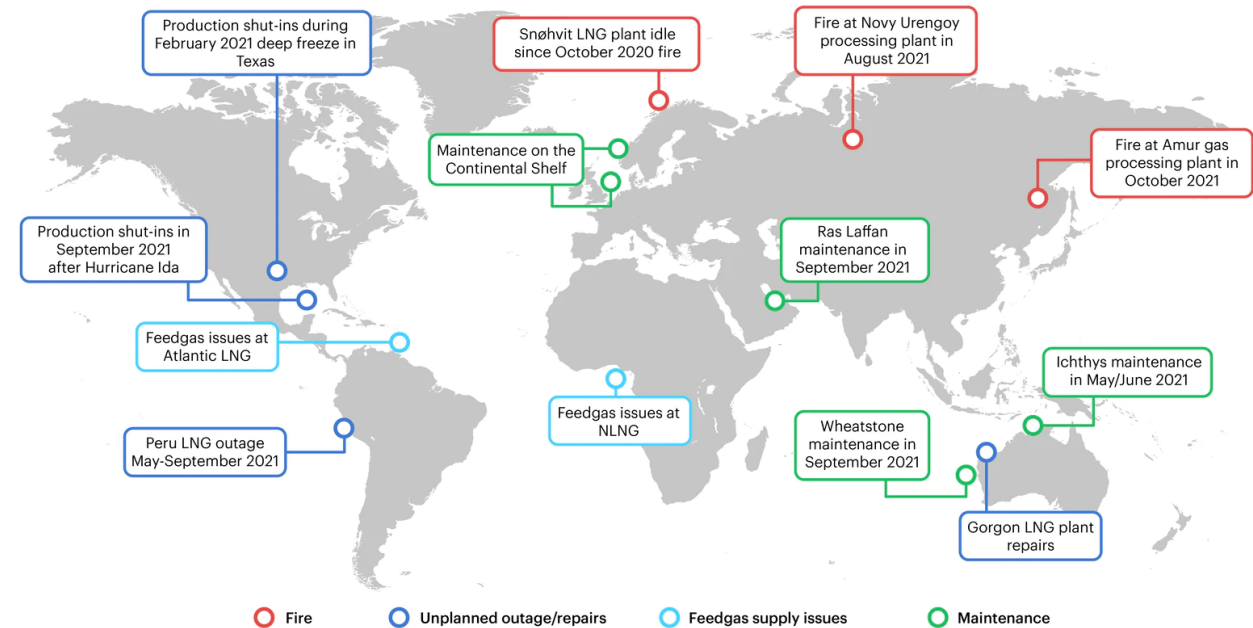 Production shut-ins during
February 2021 deep freeze in
Texas
Snøhvit LNG plant idle
since October 2020 fire
Fire at Novy Urengoy
processing plant in
August 2021
Maintenance on the
Continental Shelf
Fire at Amur gas
processing plant in
October 2021
Production shut-ins in
September 2021
after Hurricane Ida
Ras Laffan
maintenance in
September 2021
Feedgas issues at
Atlantic LNG
Ichthys maintenance
in May/June 2021
Feedgas issues at
NLNG
Wheatstone
maintenance in
September 2021
Peru LNG outage
May-September 2021
Gorgon LNG plant
repairs
Fire
Unplanned outage/repairs
Feedgas supply issues
Maintenance